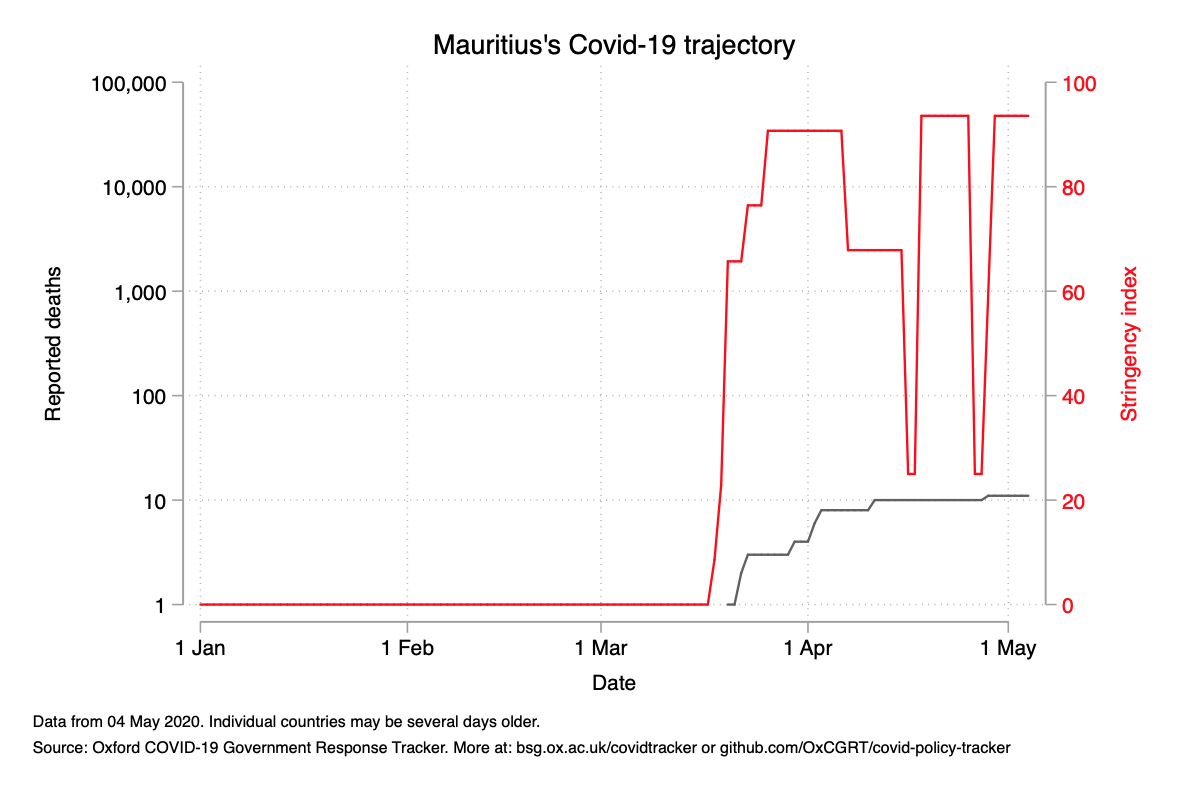 Mauritius's Covid-19 trajectory
100,000
10,000
1,000
100
10
1
Reported deaths
100
80
60
40
20
0
Stringency index
1 Jan
1 Feb
1 Mar
1 Apr
1 May
Date
Data from 04 May 2020. Individual countries may be several days older.
Source: Oxford COVID-19 Government Response Tracker. More at: bsg.ox.ac.uk/covidtracker or github.com/OxCGRT/covid-policy-tracker